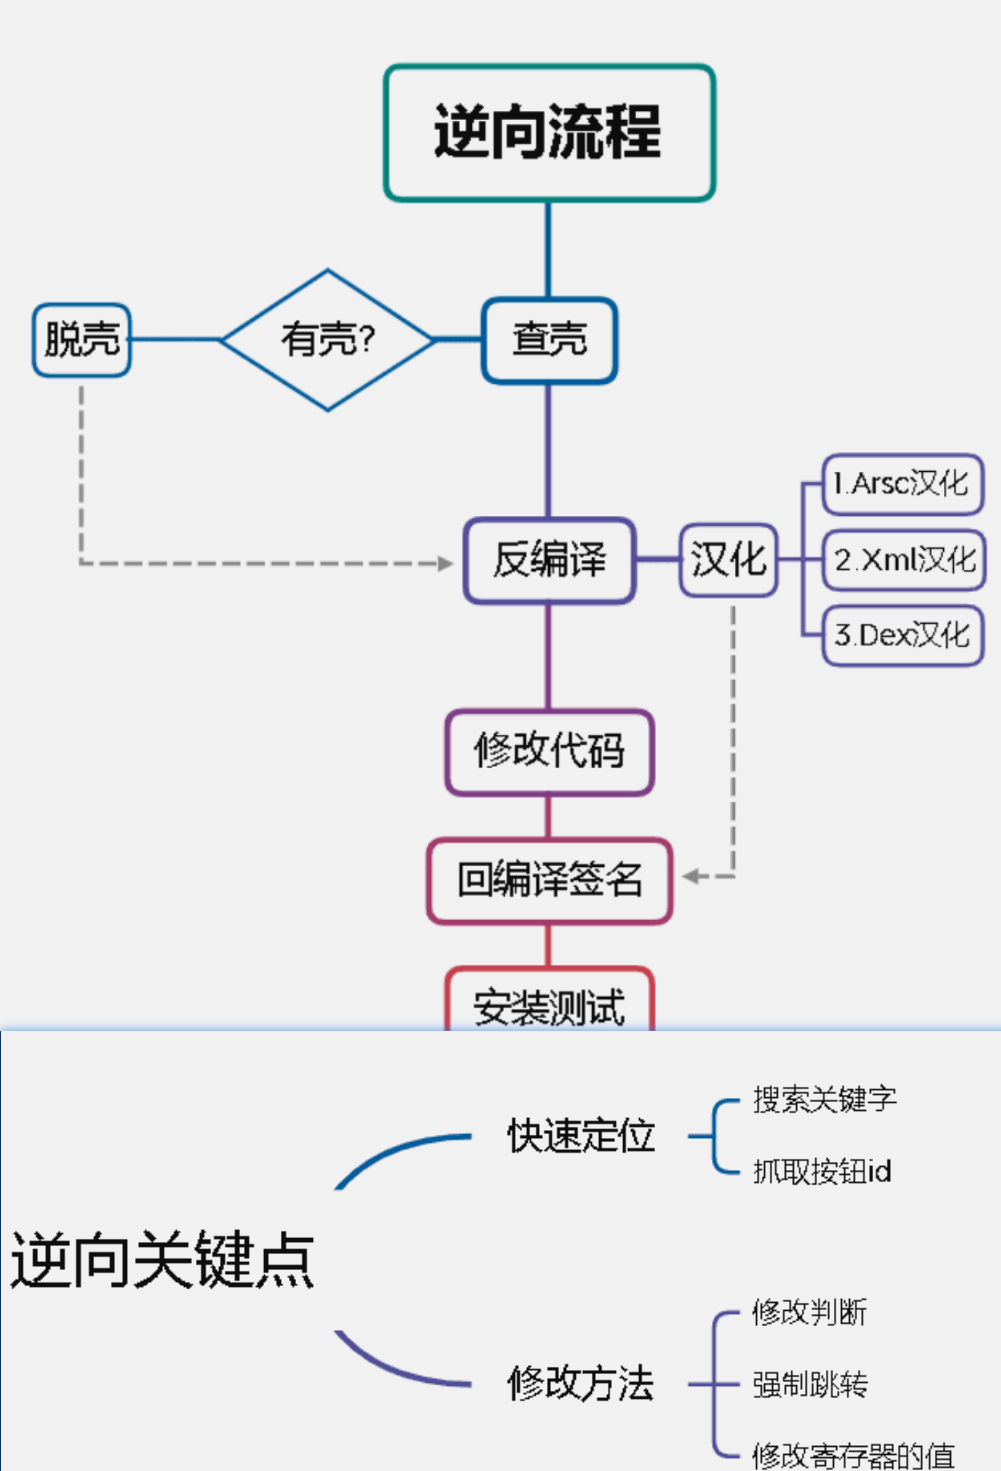 逆向流程
脱壳
有壳?
查壳
1.Arsc汉化
反编译
汉化
2.Xml汉化
3.Dex汉化
修改代码
回编译签名
安装测试
搜索关键字
快速定位
抓取按钮id
逆向关键点
修改判断
修改方法
强制跳转
修改寄存器的值